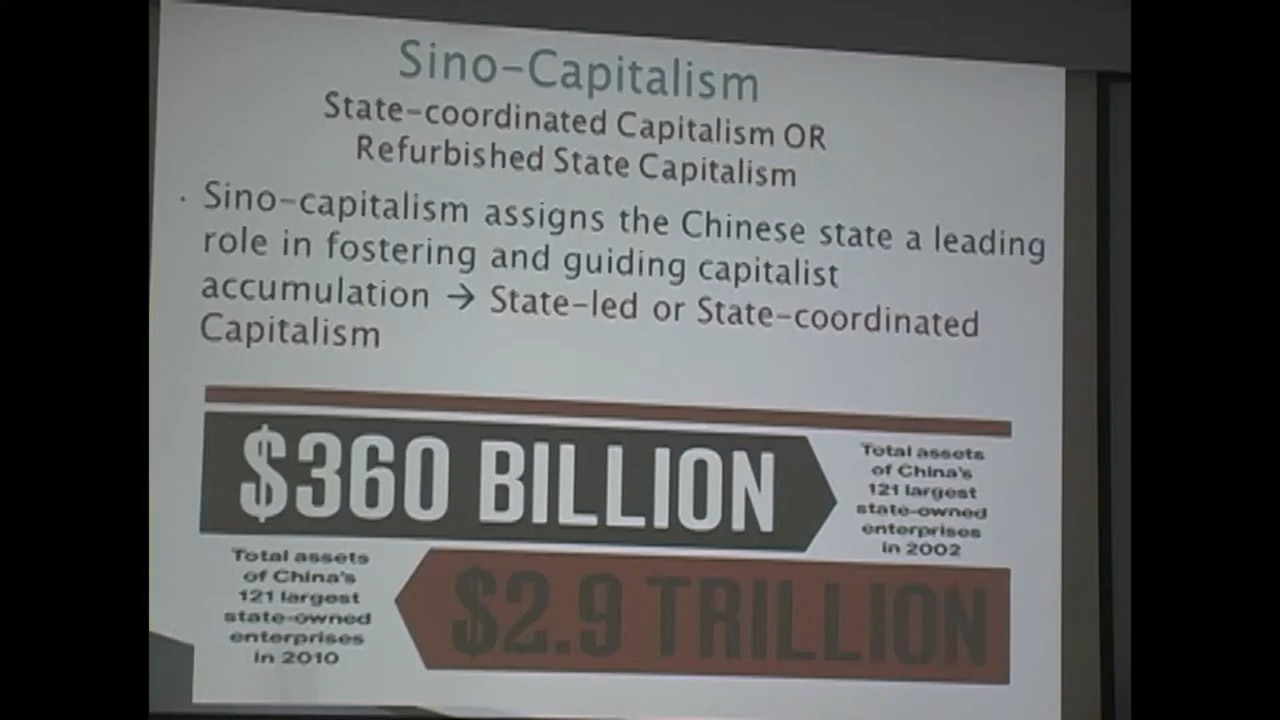 Sino-Capitalism
State-coordinated Capitalism OR
Refurbished State Capitalism
. Sino-capitalism assigns the Chinese state a leading
role in fostering and guiding capitalist
accumulation → State-led or State-coordinated
Capitalism
$360 BILLION
Total assets
of China's
121 largest
state-owned
enterprises
in 2002
Total assets
of China's
121 largest
state-owned
enterprises
in 2010
$2.9 TRILLION